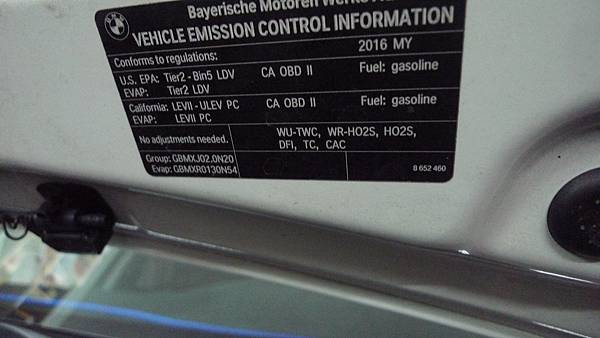 BMW
Bayerische Motoren Werke
VEHICLE EMISSION CONTROL INFORMATION
Conforms to regulations: 2016 MY
U.S. EPA: Tier2 - Bin5 LDV CA OBD II Fuel: gasoline
EVAP: Tier2 LDV
California: LEVII - ULEV PC CA OBD II Fuel: gasoline
EVAP: LEVII PC
No adjustments needed. WU-TWC, WR-HO2S, HO2S,
DFI, TC, CAC
Group: GBMXJ02.0N20
Evap: GBMXR0130N54 8 652 460